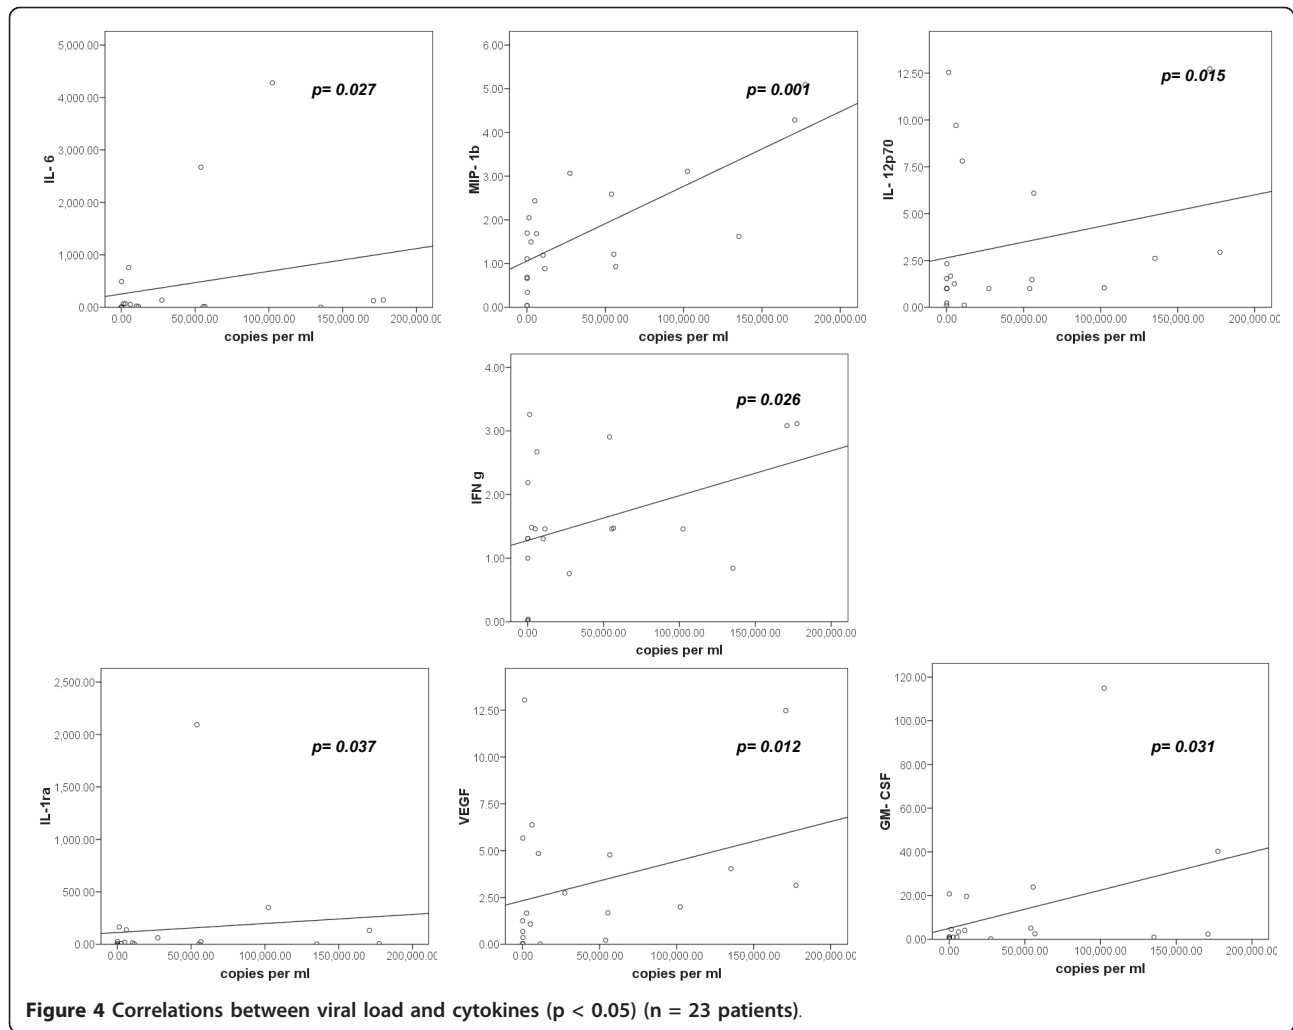 5,000.00
4,000.00
3,000.00
2,000.00
1,000.00
0.00
IL- 6
p= 0.027
0.00 50,000.00 100,000.00 150,000.00 200,000.00
copies per ml
6.00
5.00
4.00
3.00
2.00
1.00
0.00
MIP- 1b
p= 0.001
0.00 50,000.00 100,000.00 150,000.00 200,000.00
copies per ml
12.50
10.00
7.50
5.00
2.50
0.00
IL- 12p70
p= 0.015
0.00 50,000.00 100,000.00 150,000.00 200,000.00
copies per ml
4.00
3.00
2.00
1.00
0.00
IFN g
p= 0.026
0.00 50,000.00 100,000.00 150,000.00 200,000.00
copies per ml
2,500.00
2,000.00
1,500.00
1,000.00
500.00
0.00
IL-1ra
p= 0.037
0.00 50,000.00 100,000.00 150,000.00 200,000.00
copies per ml
12.50
10.00
7.50
5.00
2.50
0.00
VEGF
p= 0.012
0.00 50,000.00 100,000.00 150,000.00 200,000.00
copies per ml
120.00
100.00
80.00
60.00
40.00
20.00
0.00
GM- CSF
p= 0.031
0.00 50,000.00 100,000.00 150,000.00 200,000.00
copies per ml
Figure 4 Correlations between viral load and cytokines (p < 0.05) (n = 23 patients).